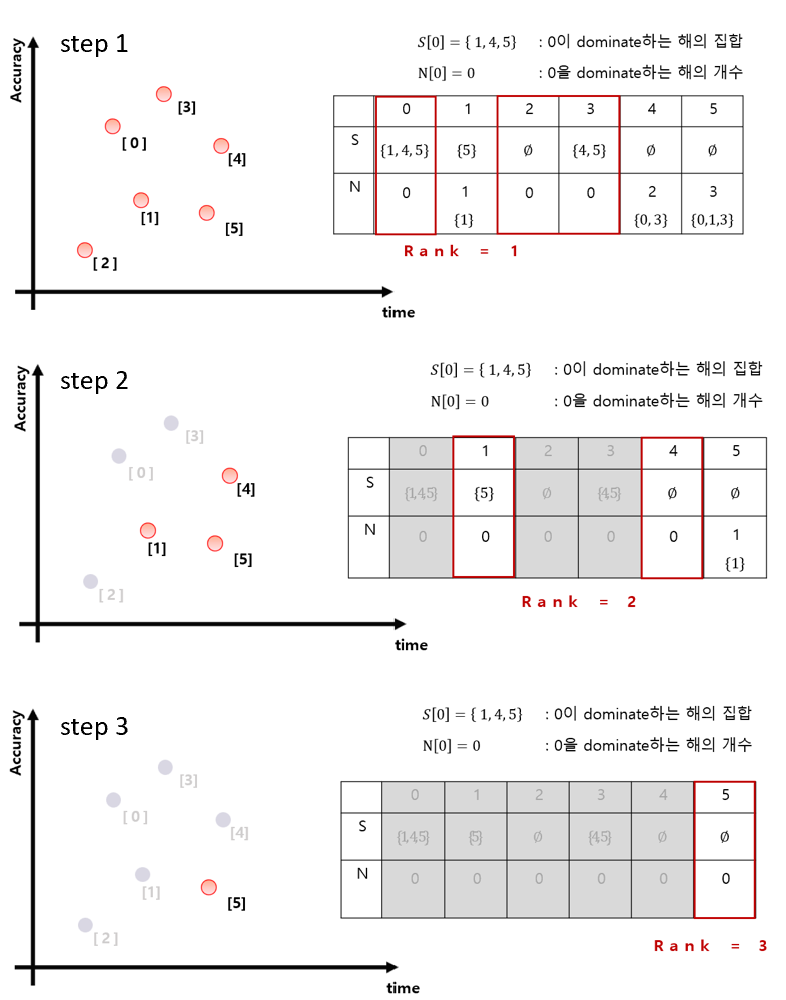 step 1
Accuracy
S[0] = { 1, 4, 5} : 0이 dominate하는 해의 집합
N[0] = 0 : 0을 dominate하는 해의 개수
[3]
[ 0 ]
[4]
[1]
[5]
[ 2 ]
time
0 1 2 3 4 5
S {1, 4, 5} {5} ∅ {4, 5} ∅ ∅
N 0 1 0 0 2 3
{1} {0, 3} {0,1,3}
Rank = 1
step 2
Accuracy
S[0] = { 1, 4, 5} : 0이 dominate하는 해의 집합
N[0] = 0 : 0을 dominate하는 해의 개수
[3]
[ 0 ]
[4]
[1]
[5]
[ 2 ]
time
0 1 2 3 4 5
S {1,4,5} {5} ∅ {4,5} ∅ ∅
N 0 0 0 0 0 1
{1}
Rank = 2
step 3
Accuracy
S[0] = { 1, 4, 5} : 0이 dominate하는 해의 집합
N[0] = 0 : 0을 dominate하는 해의 개수
[3]
[ 0 ]
[4]
[1]
[5]
[ 2 ]
time
0 1 2 3 4 5
S {1,4,5} {5} ∅ {4,5} ∅ ∅
N 0 0 0 0 0 0
Rank = 3